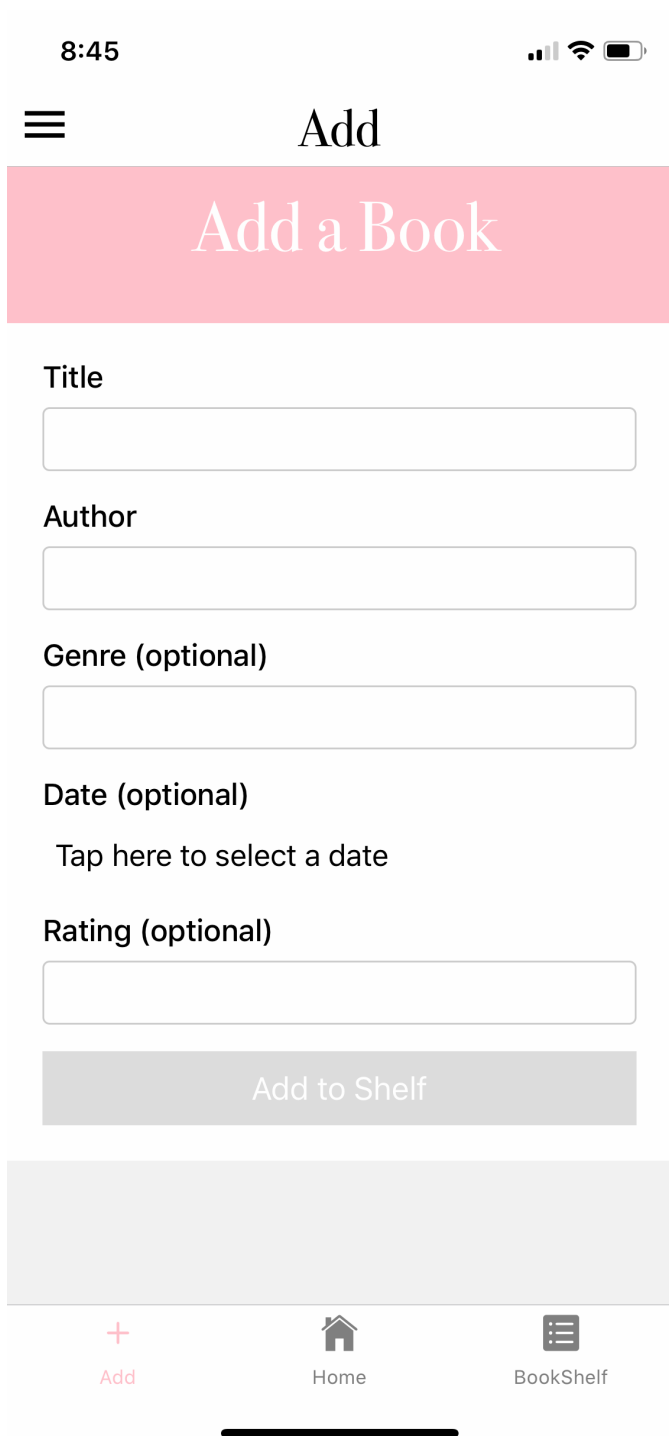 8:45
Add
Add a Book
Title
Author
Genre (optional)
Date (optional)
Tap here to select a date
Rating (optional)
Add to Shelf
Add
Home
BookShelf